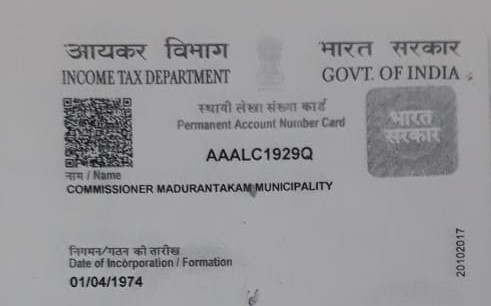 आयकर विभाग
INCOME TAX DEPARTMENT
भारत सरकार
GOVT. OF INDIA
स्थायी लेखा संख्या कार्ड
Permanent Account Number Card
AAALC1929Q
भारत
सरकार
नाम / Name
COMMISSIONER MADURANTAKAM MUNICIPALITY
निगमन/गठन की तारीख
Date of Incorporation / Formation
01/04/1974
20102017